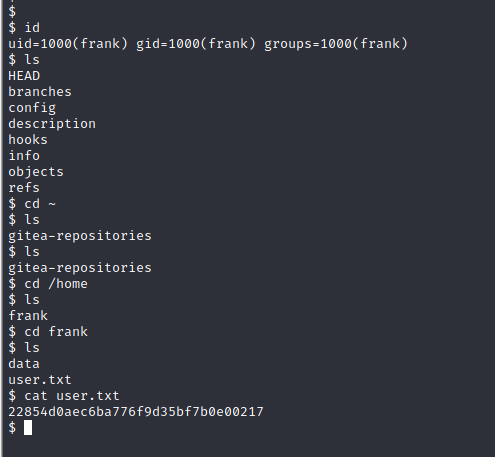 $
$ id
uid=1000(frank) gid=1000(frank) groups=1000(frank)
$ ls
HEAD
branches
config
description
hooks
info
objects
refs
$ cd ~
$ ls
gitea-repositories
$ ls
gitea-repositories
$ cd /home
$ ls
frank
$ cd frank
$ ls
data
user.txt
$ cat user.txt
22854d0aec6ba776f9d35bf7b0e00217
$